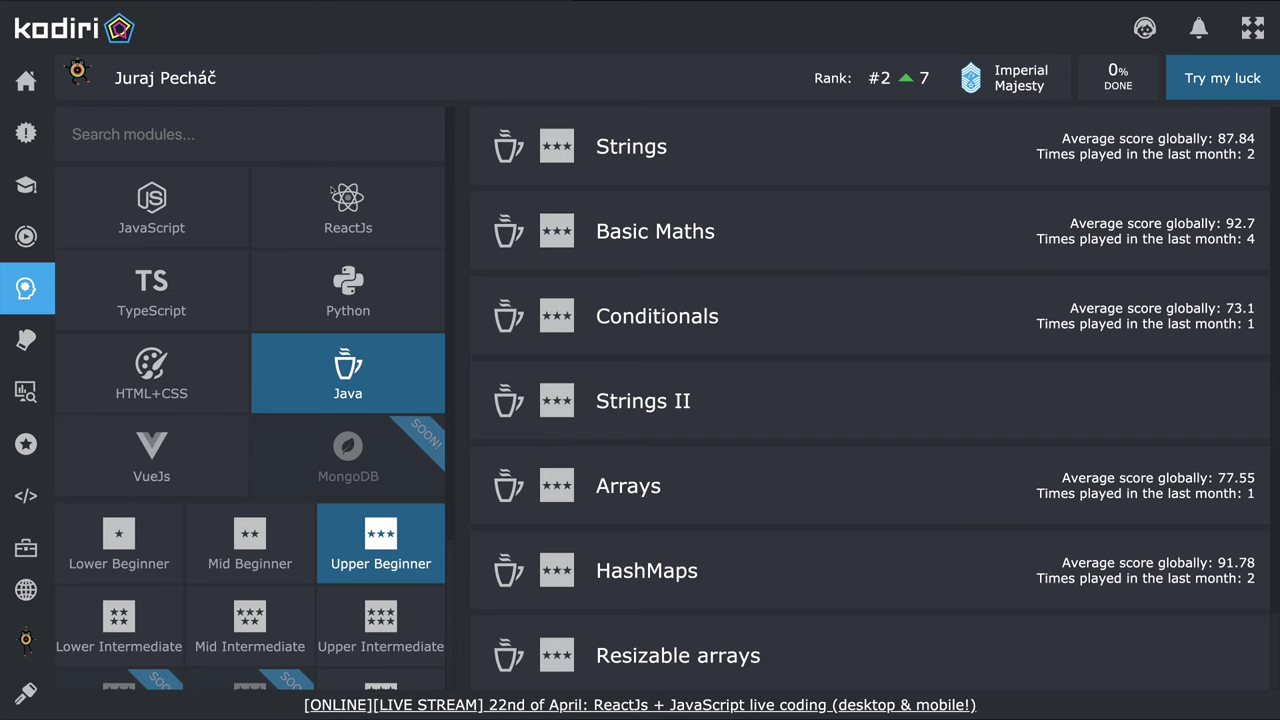 kodiri
Juraj Pecháč
Rank: #2 7
Imperial
Majesty
0%
DONE
Try my luck
Search modules...
JS
JavaScript
ReactJs
TS
TypeScript
Python
HTML+CSS
Java
VueJs
MongoDB
SOON!
Lower Beginner
Mid Beginner
Upper Beginner
Lower Intermediate
Mid Intermediate
Upper Intermediate
Strings
Average score globally: 87.84
Times played in the last month: 2
Basic Maths
Average score globally: 92.7
Times played in the last month: 4
Conditionals
Average score globally: 73.1
Times played in the last month: 1
Strings II
Arrays
Average score globally: 77.55
Times played in the last month: 1
HashMaps
Average score globally: 91.78
Times played in the last month: 2
Resizable arrays
[ONLINE][LIVE STREAM] 22nd of April: ReactJs + JavaScript live coding (desktop & mobile!)